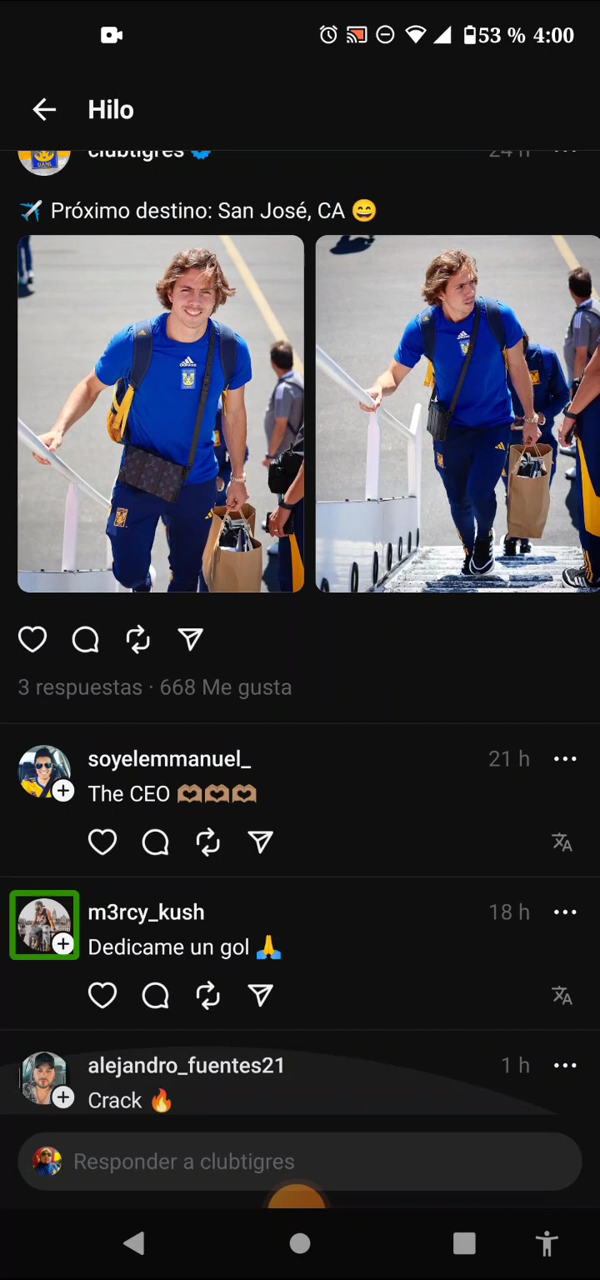 53 % 4:00
Hilo
clubtigres 24 h
✈️ Próximo destino: San José, CA 😄
3 respuestas · 668 Me gusta
soyelemmanuel_ 21 h
The CEO 🫶🏽🫶🏽🫶🏽
m3rcy_kush 18 h
Dedicame un gol 🙏
alejandro_fuentes21 1 h
Crack 🔥
Responder a clubtigres